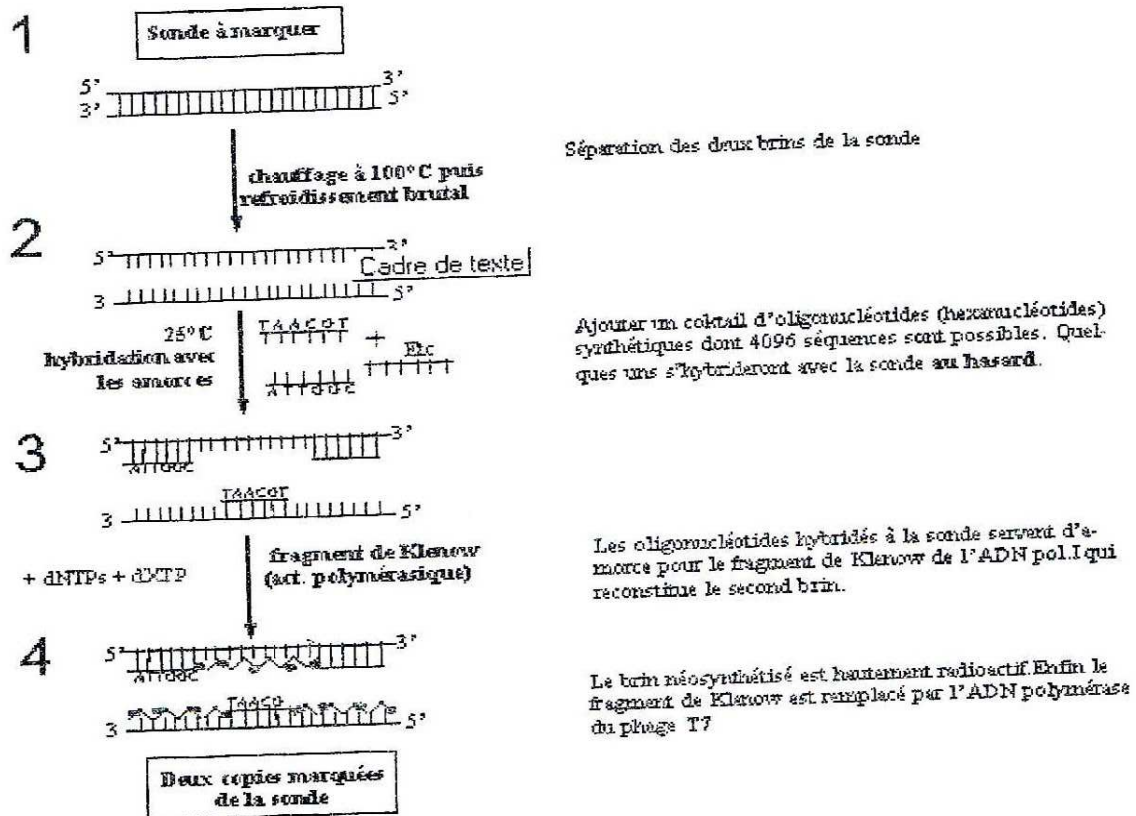 1
Sonde à marquer
5' 3'
3' 5'
chauffage à 100°C puis
refroidissement brutal
Séparation des deux brins de la sonde
2
5' 3'
Cadre de texte
3 5'
25°C
hybridation avec
les amorces
TAACGT
+
Etc
ATTGGC
Ajouter un coktail d'oligonucléotides (hexanucléotides)
synthétiques dont 4096 séquences sont possibles. Quel-
ques uns s'hybrideront avec la sonde au hasard.
3
5' 3'
ATTGGC
TAACGT
3 5'
+ dNTPs + dXTP
fragment de Klenow
(act. polymérasique)
Les oligonucléotides hybridés à la sonde servent d'a-
morce pour le fragment de Klenow de l'ADN pol.I qui
reconstitue le second brin.
4
5' 3'
ATTGGC
TAACG
3 5'
Le brin néosynthétisé est hautement radioactif.Enfin le
fragment de Klenow est remplacé par l'ADN polymérase
du phage T7
Deux copies marquées
de la sonde